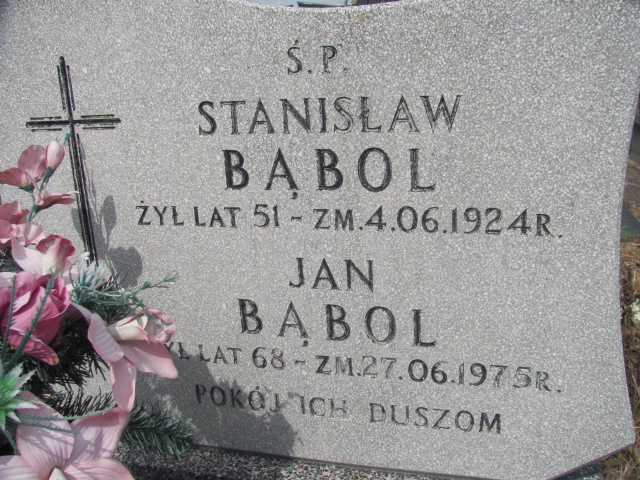 Ś.P.
STANISŁAW
BĄBOL
ŻYŁ LAT 51 - ZM.4.06.1924R.
JAN
BĄBOL
ŻYŁ LAT 68 - ZM.27.06.1975R.
POKÓJ ICH DUSZOM